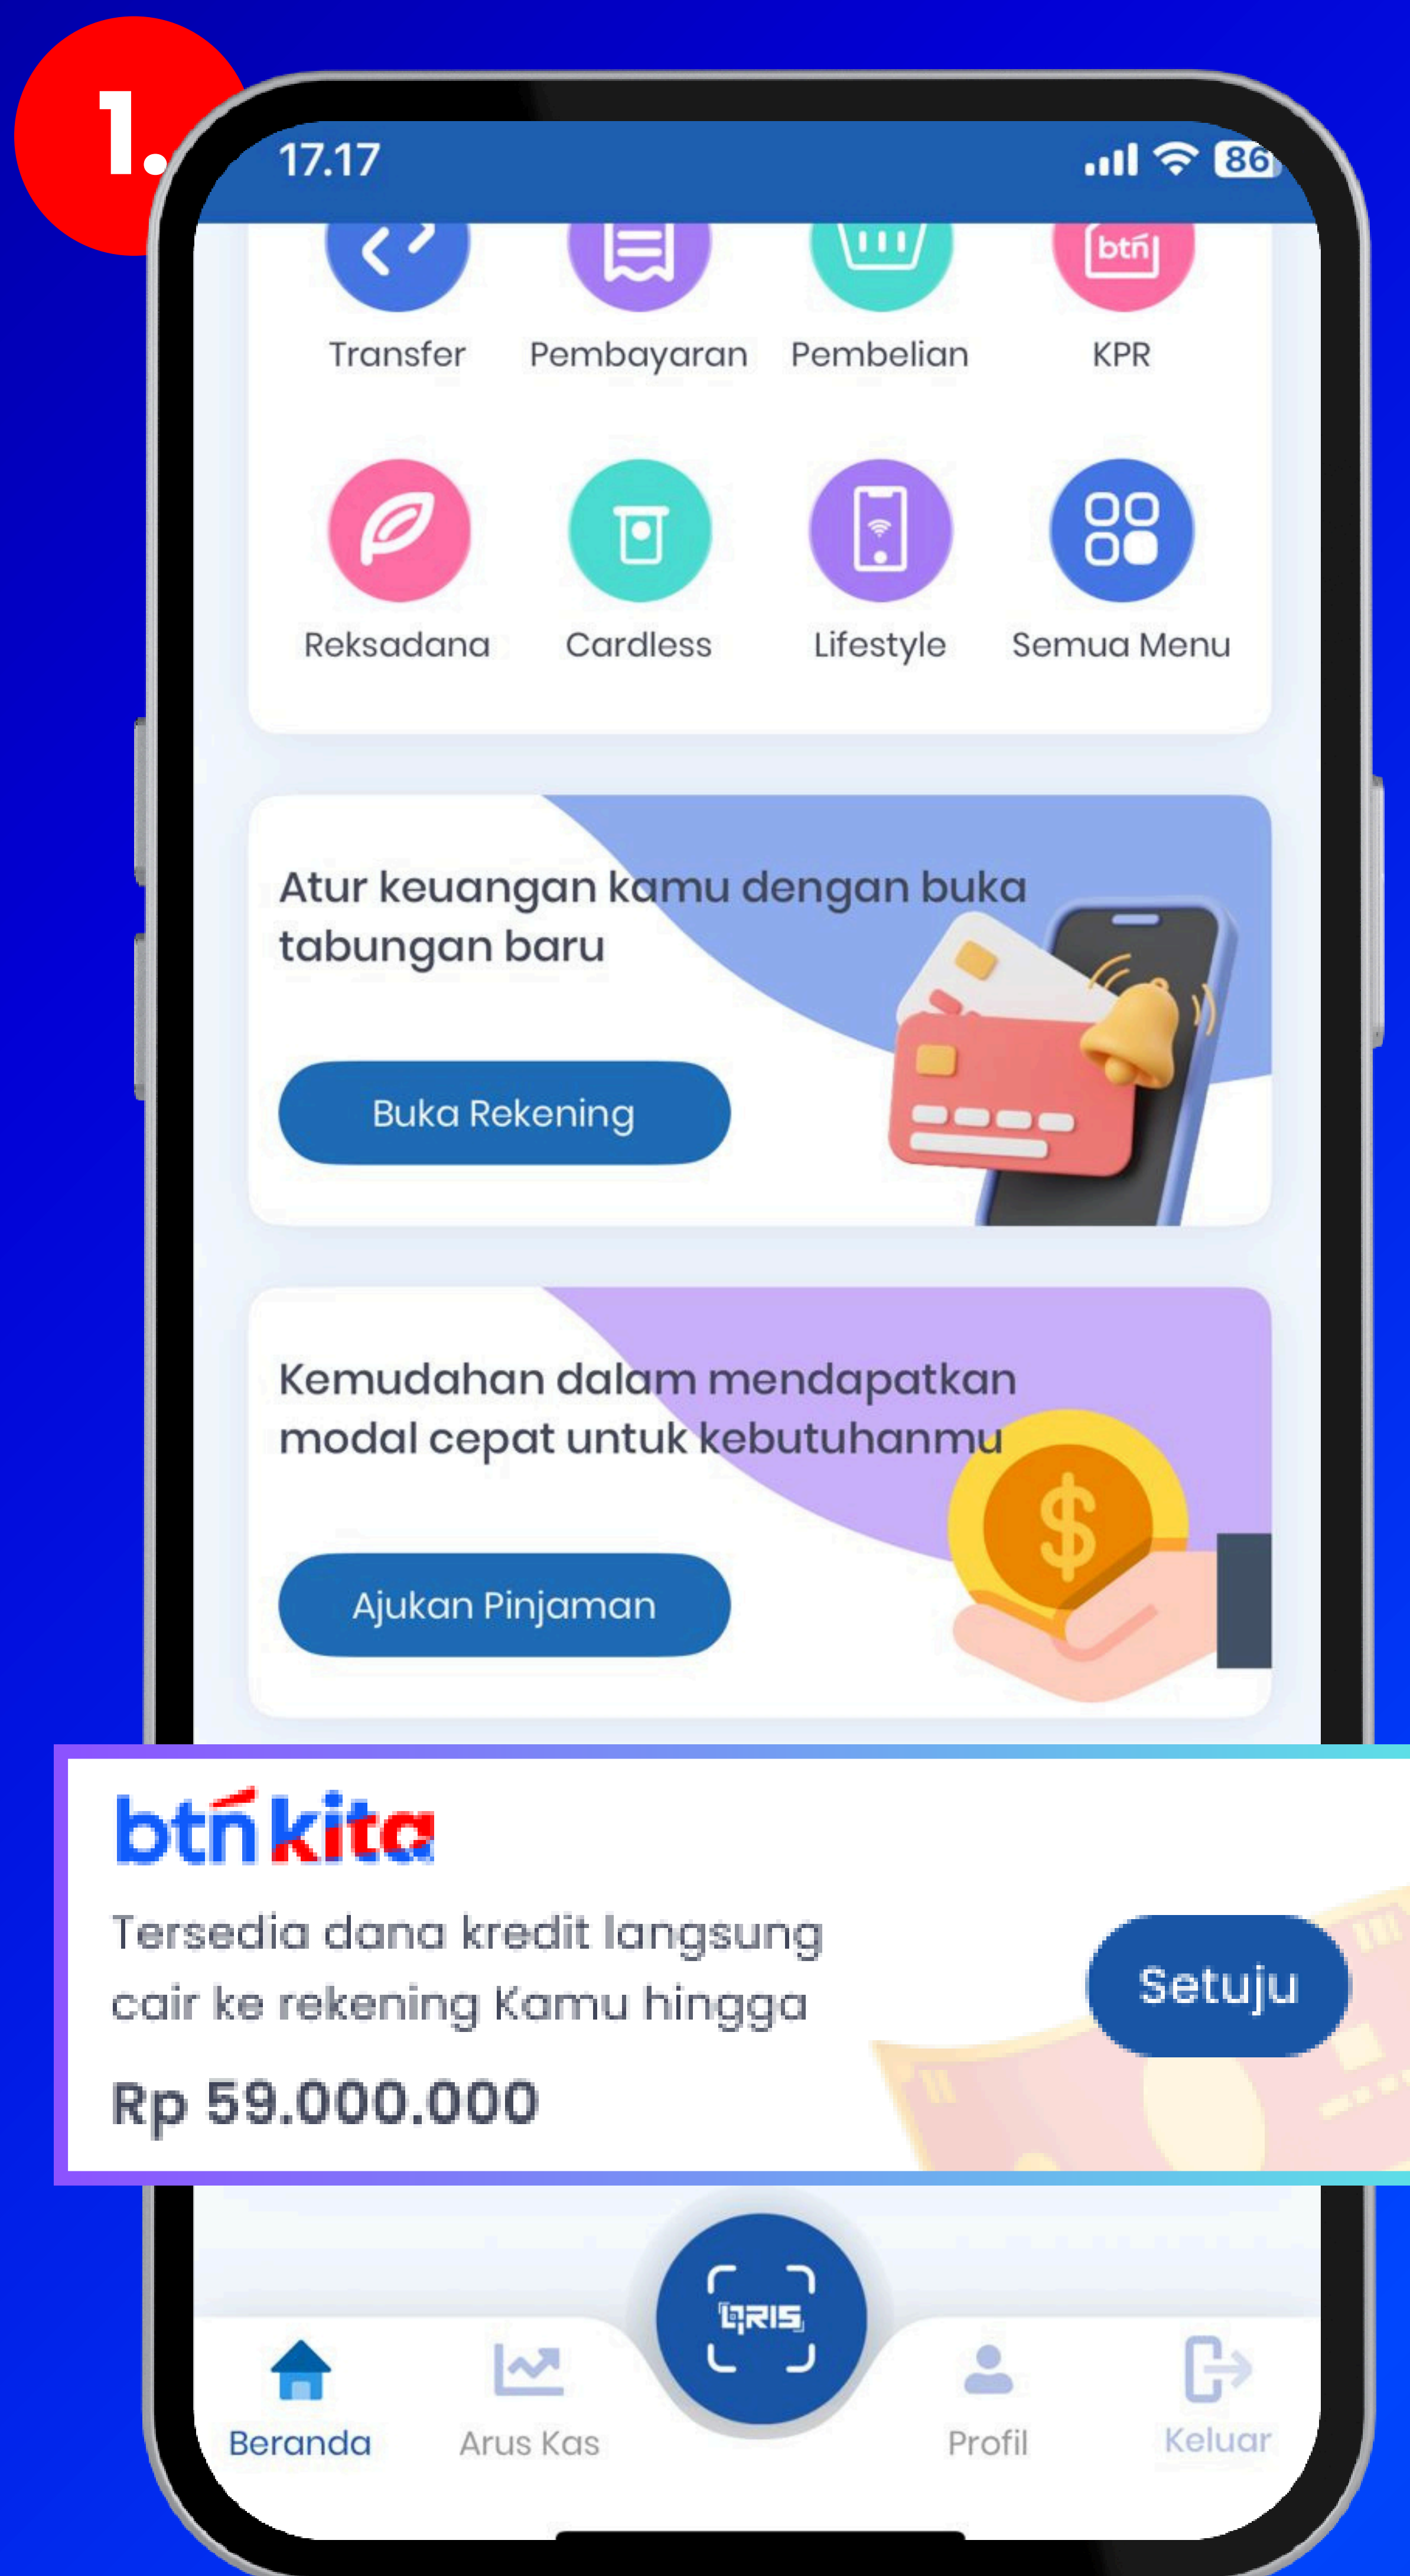 1.
17.17
86
btn
Transfer
Pembayaran
Pembelian
KPR
Reksadana
Cardless
Lifestyle
Semua Menu
Atur keuangan kamu dengan buka
tabungan baru
Buka Rekening
Kemudahan dalam mendapatkan
modal cepat untuk kebutuhanmu
$
Ajukan Pinjaman
btn kita
Tersedia dana kredit langsung
cair ke rekening Kamu hingga
Setuju
Rp 59.000.000
QRIS
Beranda
Arus Kas
Profil
Keluar